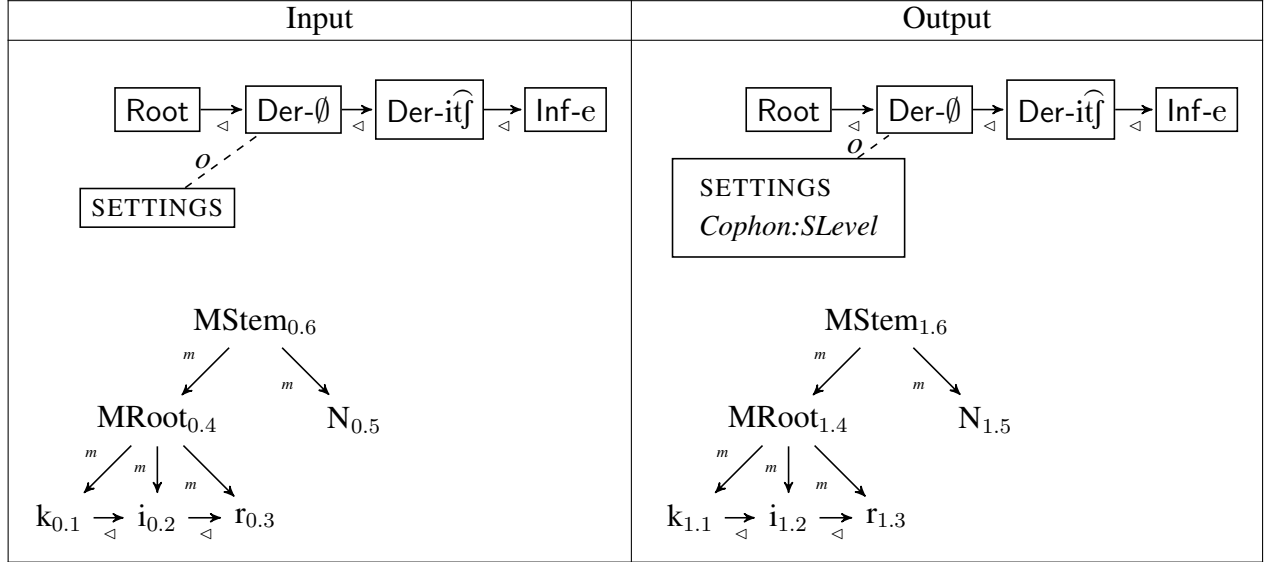 Input Output
Root ◁ Der-∅ ◁ Der-it͡ʃ ◁ Inf-e
o
SETTINGS
MStem0.6
m m
MRoot0.4 N0.5
m m m
k0.1 ◁ i0.2 ◁ r0.3
Root ◁ Der-∅ ◁ Der-it͡ʃ ◁ Inf-e
o
SETTINGS
Cophon:SLevel
MStem1.6
m m
MRoot1.4 N1.5
m m m
k1.1 ◁ i1.2 ◁ r1.3